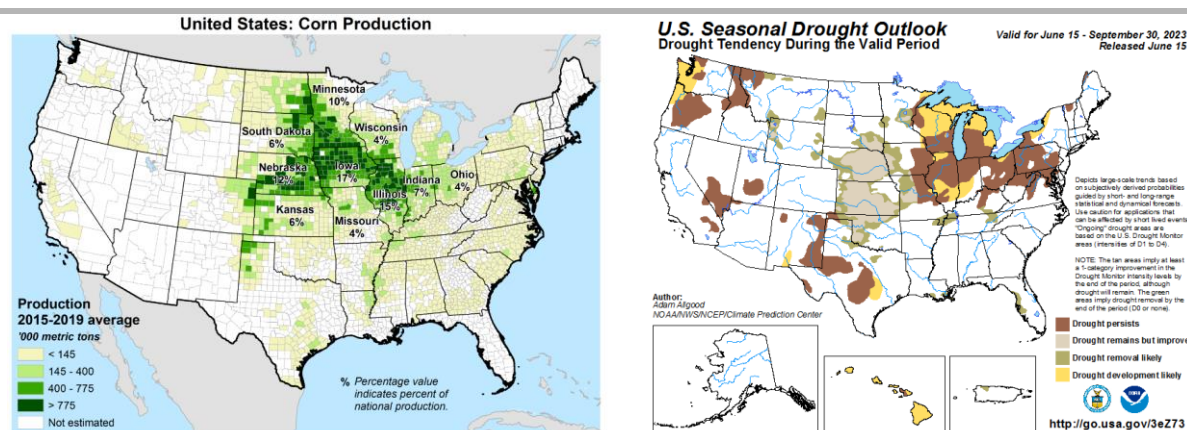 United States: Corn Production
Minnesota
10%
South Dakota
6%
Wisconsin
4%
Nebraska
12%
Iowa
17%
Illinois
15%
Indiana
7%
Ohio
4%
Kansas
6%
Missouri
4%
Production
2015-2019 average
'000 metric tons
< 145
145 - 400
400 - 775
> 775
Not estimated
% Percentage value
indicates percent of
national production.
U.S. Seasonal Drought Outlook
Drought Tendency During the Valid Period
Valid for June 15 - September 30, 2023
Released June 15
Depicts large-scale trends based
on subjectively derived probabilities
guided by short- and long-range
statistical and dynamical forecasts.
Use caution for applications that
can be affected by short lived events.
"Ongoing" drought areas are
based on the U.S. Drought Monitor
areas (intensities of D1 to D4).
NOTE: The tan areas imply at least
a 1-category improvement in the
Drought Monitor intensity levels by
the end of the period, although
drought will remain. The green
areas imply drought removal by the
end of the period (D0 or none).
Author:
Adam Allgood
NOAA/NWS/NCEP/Climate Prediction Center
Drought persists
Drought remains but improve
Drought removal likely
Drought development likely
http://go.usa.gov/3eZ73